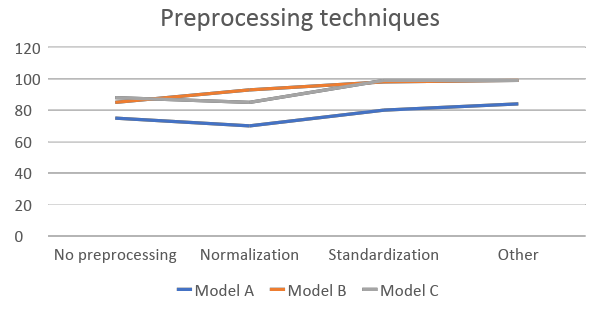 Preprocessing techniques
120
100
80
60
40
20
0
No preprocessing Normalization Standardization Other
Model A Model B Model C